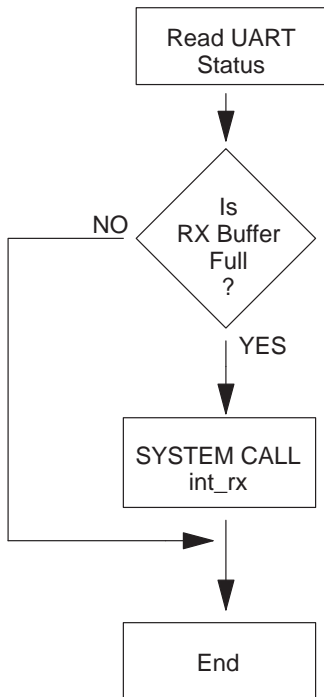 Read UART
Status
Is
RX Buffer
Full
?
NO
YES
SYSTEM CALL
int_rx
End